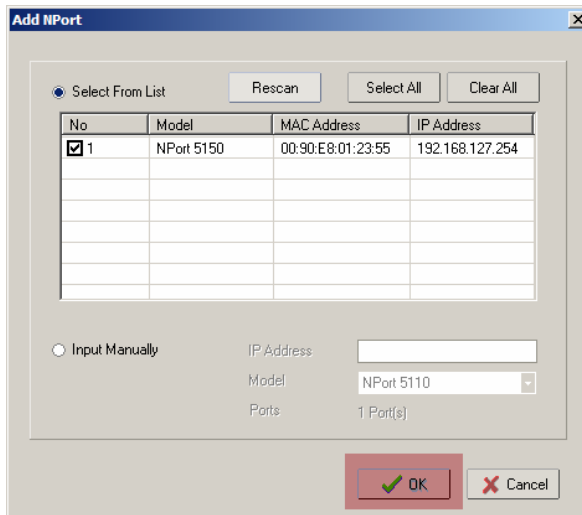 Add NPort
Select From List Rescan Select All Clear All
No Model MAC Address IP Address
1 NPort 5150 00:90:E8:01:23:55 192.168.127.254
Input Manually IP Address
Model NPort 5110
Ports 1 Port(s)
OK Cancel